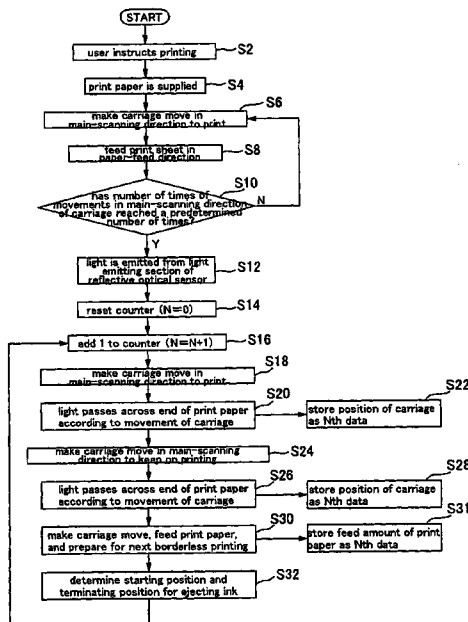 START
user instructs printing
S2
print paper is supplied
S4
make carriage move in
main-scanning direction to print
S6
feed print sheet in
paper-feed direction
S8
has number of times of
movements in main-scanning direction
of carriage reached a predetermined
number of times?
S10
N
Y
light is emitted from light
emitting section of
reflective optical sensor
S12
reset counter (N=0)
S14
add 1 to counter (N=N+1)
S16
make carriage move in
main-scanning direction to print
S18
light passes across end of print paper
according to movement of carriage
S20
store position of carriage
as Nth data
S22
make carriage move in main-scanning
direction to keep on printing
S24
light passes across end of print paper
according to movement of carriage
S26
store position of carriage
as Nth data
S28
make carriage move, feed print paper,
and prepare for next borderless printing
S30
store feed amount of print
paper as Nth data
S31
determine starting position and
terminating position for ejecting ink
S32